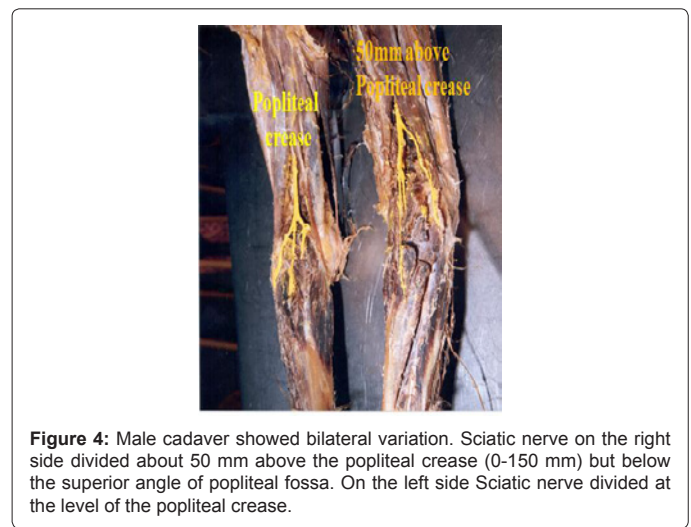 Popliteal
crease
50mm above
Popliteal crease
Figure 4: Male cadaver showed bilateral variation. Sciatic nerve on the right
side divided about 50 mm above the popliteal crease (0-150 mm) but below
the superior angle of popliteal fossa. On the left side Sciatic nerve divided at
the level of the popliteal crease.